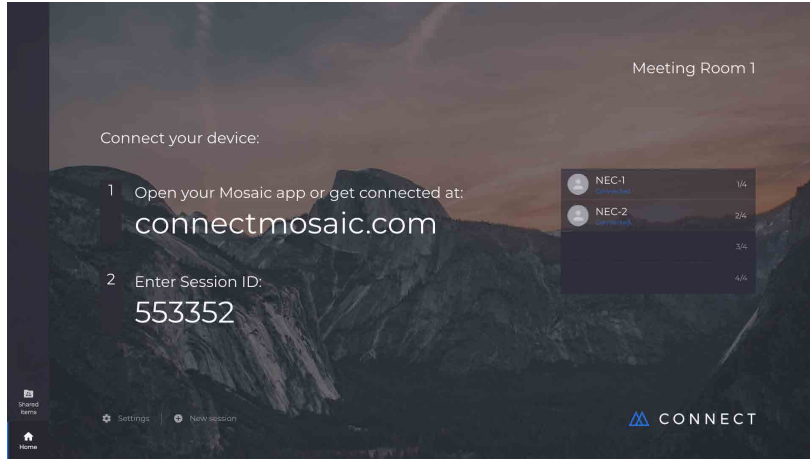 Meeting Room 1
Connect your device:
1 Open your Mosaic app or get connected at:
connectmosaic.com
2 Enter Session ID:
553352
NEC-1 1/4
Connected
NEC-2 2/4
Connected
3/4
4/4
Shared
items
Home
Settings New session
CONNECT